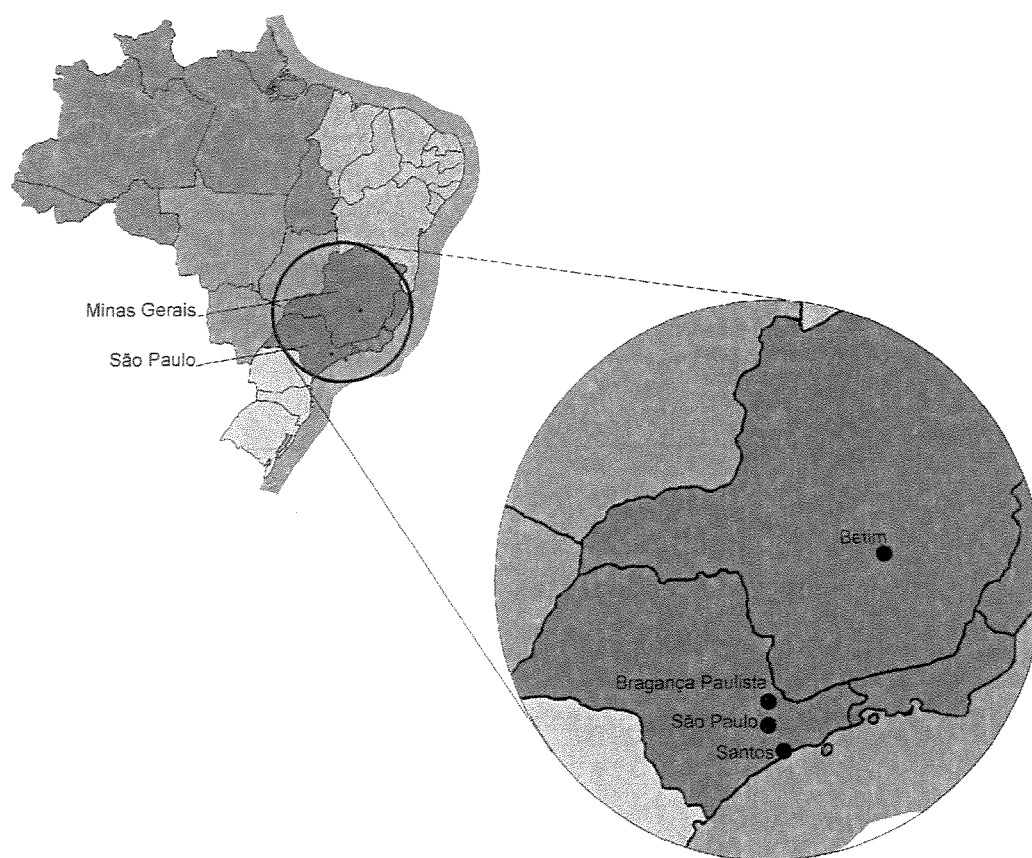 Minas Gerais
São Paulo
Betim
Bragança Paulista
São Paulo
Santos